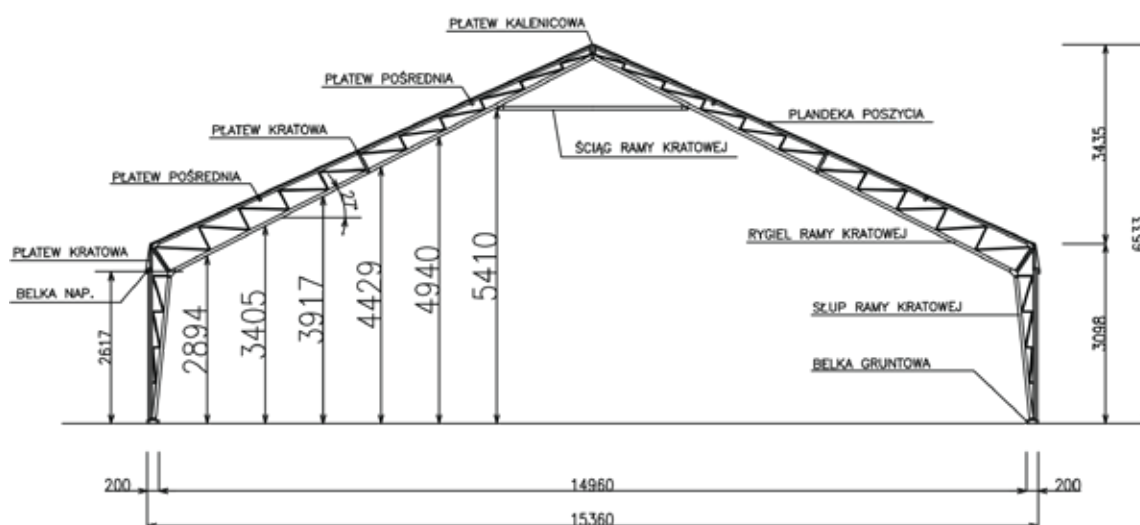 PŁATEW KALENICOWA
PŁATEW POŚREDNIA
PLANDEKA POSZYCIA
PŁATEW KRATOWA
ŚCIĄG RAMY KRATOWEJ
3435
PŁATEW POŚREDNIA
27°
6533
RYGIEL RAMY KRATOWEJ
PŁATEW KRATOWA
BELKA NAP.
SŁUP RAMY KRATOWEJ
2617
2894
3405
3917
4429
4940
5410
3098
BELKA GRUNTOWA
200
14960
200
15360